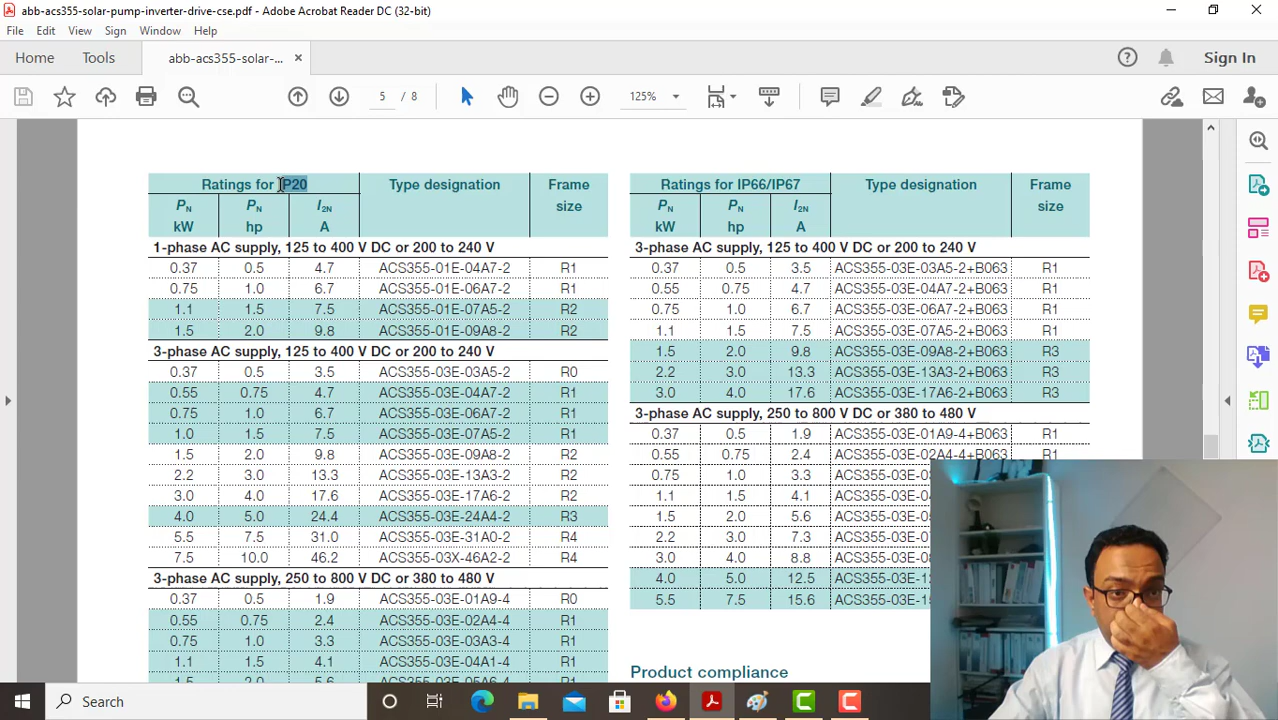 abb-acs355-solar-pump-inverter-drive-cse.pdf - Adobe Acrobat Reader DC (32-bit)
File Edit View Sign Window Help
Home Tools abb-acs355-solar-... × Sign In
5 / 8 125%
Ratings for IP20 Type designation Frame size
PN kW PN hp I2N A
1-phase AC supply, 125 to 400 V DC or 200 to 240 V
0.37 0.5 4.7 ACS355-01E-04A7-2 R1
0.75 1.0 6.7 ACS355-01E-06A7-2 R1
1.1 1.5 7.5 ACS355-01E-07A5-2 R2
1.5 2.0 9.8 ACS355-01E-09A8-2 R2
3-phase AC supply, 125 to 400 V DC or 200 to 240 V
0.37 0.5 3.5 ACS355-03E-03A5-2 R0
0.55 0.75 4.7 ACS355-03E-04A7-2 R1
0.75 1.0 6.7 ACS355-03E-06A7-2 R1
1.0 1.5 7.5 ACS355-03E-07A5-2 R1
1.5 2.0 9.8 ACS355-03E-09A8-2 R2
2.2 3.0 13.3 ACS355-03E-13A3-2 R2
3.0 4.0 17.6 ACS355-03E-17A6-2 R2
4.0 5.0 24.4 ACS355-03E-24A4-2 R3
5.5 7.5 31.0 ACS355-03E-31A0-2 R4
7.5 10.0 46.2 ACS355-03X-46A2-2 R4
3-phase AC supply, 250 to 800 V DC or 380 to 480 V
0.37 0.5 1.9 ACS355-03E-01A9-4 R0
0.55 0.75 2.4 ACS355-03E-02A4-4 R1
0.75 1.0 3.3 ACS355-03E-03A3-4 R1
1.1 1.5 4.1 ACS355-03E-04A1-4 R1
Ratings for IP66/IP67 Type designation Frame size
PN kW PN hp I2N A
3-phase AC supply, 125 to 400 V DC or 200 to 240 V
0.37 0.5 3.5 ACS355-03E-03A5-2+B063 R1
0.55 0.75 4.7 ACS355-03E-04A7-2+B063 R1
0.75 1.0 6.7 ACS355-03E-06A7-2+B063 R1
1.1 1.5 7.5 ACS355-03E-07A5-2+B063 R1
1.5 2.0 9.8 ACS355-03E-09A8-2+B063 R3
2.2 3.0 13.3 ACS355-03E-13A3-2+B063 R3
3.0 4.0 17.6 ACS355-03E-17A6-2+B063 R3
3-phase AC supply, 250 to 800 V DC or 380 to 480 V
0.37 0.5 1.9 ACS355-03E-01A9-4+B063 R1
0.55 0.75 2.4 ACS355-03E-02A4-4+B063 R1
0.75 1.0 3.3 ACS355-03E-0
1.1 1.5 4.1 ACS355-03E-0
1.5 2.0 5.6 ACS355-03E-0
2.2 3.0 7.3 ACS355-03E-0
3.0 4.0 8.8 ACS355-03E-0
4.0 5.0 12.5 ACS355-03E-1
5.5 7.5 15.6 ACS355-03E-1
Product compliance
Search